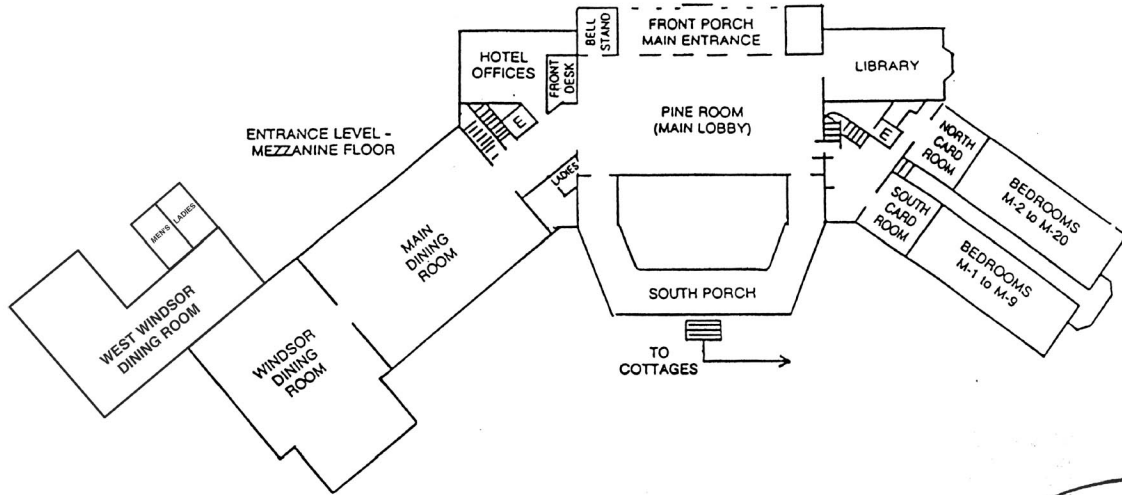 FRONT PORCH
MAIN ENTRANCE
BELL
STAND
HOTEL
OFFICES
FRONT
DESK
LIBRARY
E
PINE ROOM
(MAIN LOBBY)
ENTRANCE LEVEL -
MEZZANINE FLOOR
E
NORTH
CARD
ROOM
LADIES
BEDROOMS
M-2 to M-20
SOUTH
CARD
ROOM
MEN'S
LADIES
MAIN
DINING
ROOM
BEDROOMS
M-1 to M-9
SOUTH PORCH
WEST WINDSOR
DINING ROOM
WINDSOR
DINING
ROOM
TO
COTTAGES